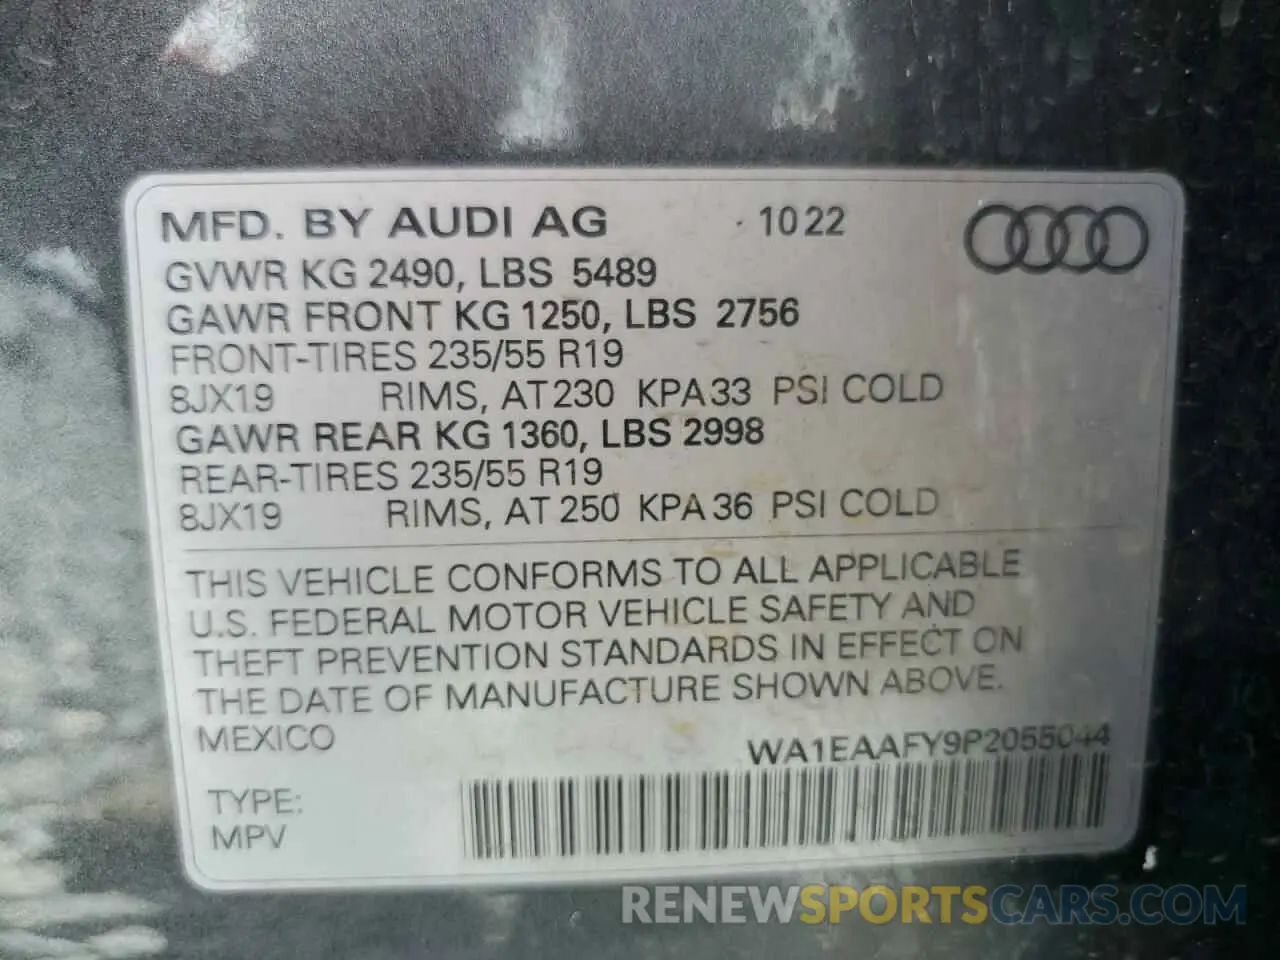 MFD. BY AUDI AG 10 22
GVWR KG 2490, LBS 5489
GAWR FRONT KG 1250, LBS 2756
FRONT-TIRES 235/55 R19
8JX19 RIMS, AT 230 KPA 33 PSI COLD
GAWR REAR KG 1360, LBS 2998
REAR-TIRES 235/55 R19
8JX19 RIMS, AT 250 KPA 36 PSI COLD
THIS VEHICLE CONFORMS TO ALL APPLICABLE
U.S. FEDERAL MOTOR VEHICLE SAFETY AND
THEFT PREVENTION STANDARDS IN EFFECT ON
THE DATE OF MANUFACTURE SHOWN ABOVE.
MEXICO
WA1EAAFY9P2055044
TYPE:
MPV
RENEWSPORTSCARS.COM